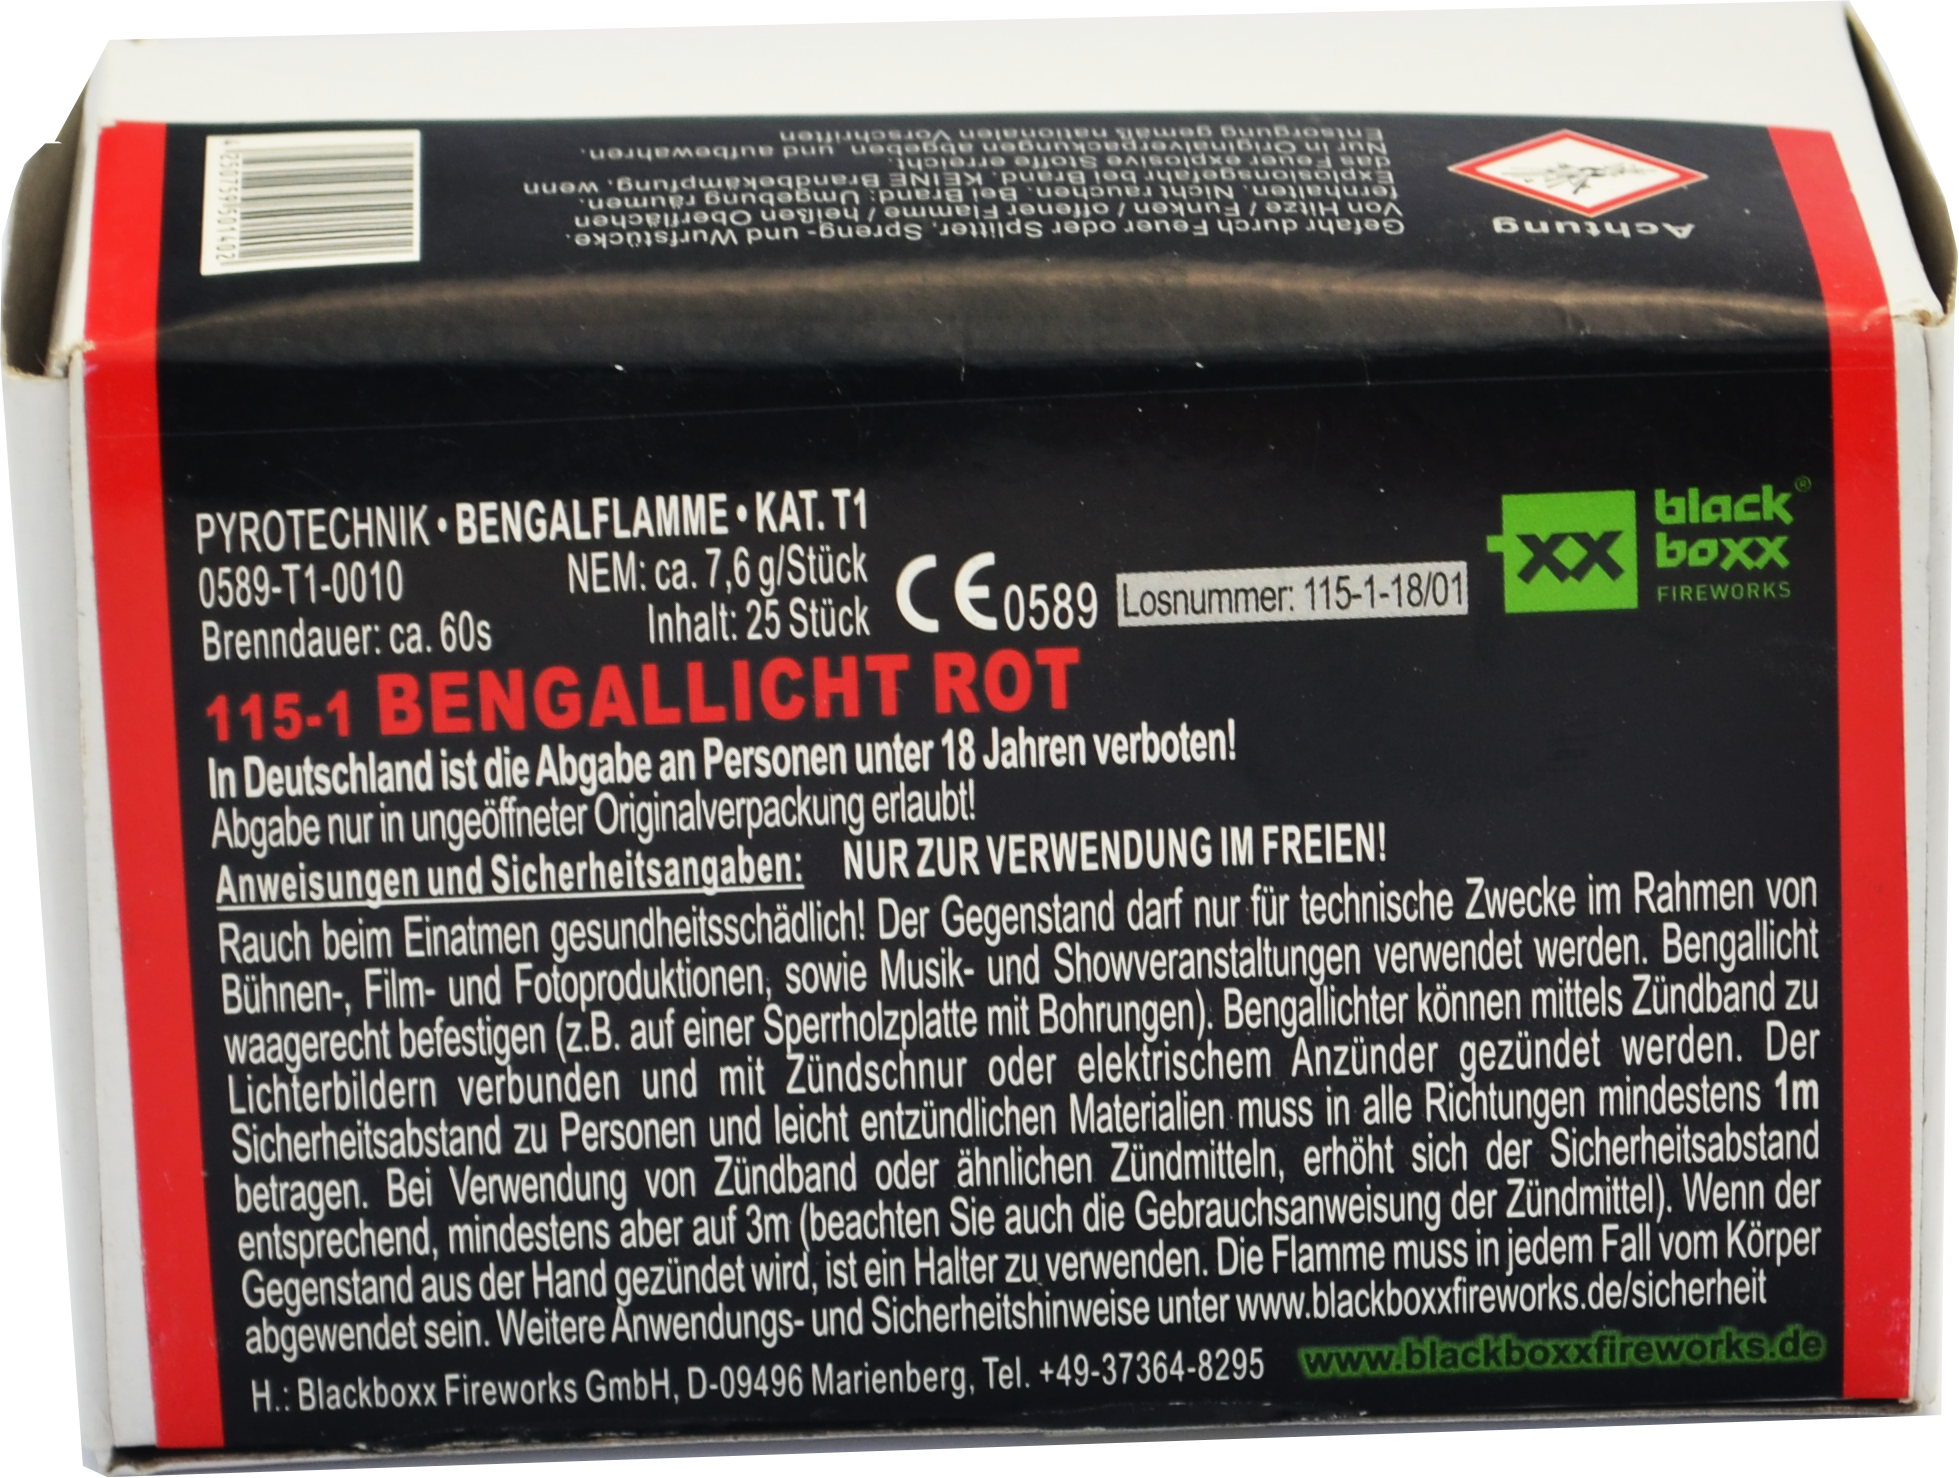 Achtung
Gefahr durch Feuer oder Splitter, Spreng- und Wurfstücke.
Von Hitze / Funken / offener Flamme / heißen Oberflächen
fernhalten. Nicht rauchen. Bei Brand: Umgebung räumen.
Explosionsgefahr bei Brand. KEINE Brandbekämpfung, wenn
das Feuer explosive Stoffe erreicht.
Nur in Originalverpackungen abgeben und aufbewahren.
Entsorgung gemäß nationalen Vorschriften
PYROTECHNIK • BENGALFLAMME • KAT. T1
0589-T1-0010 NEM: ca. 7,6 g/Stück
Brenndauer: ca. 60s Inhalt: 25 Stück
CE 0589
Losnummer: 115-1-18/01
XX black boxx®
FIREWORKS
115-1 BENGALLICHT ROT
In Deutschland ist die Abgabe an Personen unter 18 Jahren verboten!
Abgabe nur in ungeöffneter Originalverpackung erlaubt!
Anweisungen und Sicherheitsangaben: NUR ZUR VERWENDUNG IM FREIEN!
Rauch beim Einatmen gesundheitsschädlich! Der Gegenstand darf nur für technische Zwecke im Rahmen von
Bühnen-, Film- und Fotoproduktionen, sowie Musik- und Showveranstaltungen verwendet werden. Bengallicht
waagerecht befestigen (z.B. auf einer Sperrholzplatte mit Bohrungen). Bengallichter können mittels Zündband zu
Lichterbildern verbunden und mit Zündschnur oder elektrischem Anzünder gezündet werden. Der
Sicherheitsabstand zu Personen und leicht entzündlichen Materialien muss in alle Richtungen mindestens 1m
betragen. Bei Verwendung von Zündband oder ähnlichen Zündmitteln, erhöht sich der Sicherheitsabstand
entsprechend, mindestens aber auf 3m (beachten Sie auch die Gebrauchsanweisung der Zündmittel). Wenn der
Gegenstand aus der Hand gezündet wird, ist ein Halter zu verwenden. Die Flamme muss in jedem Fall vom Körper
abgewendet sein. Weitere Anwendungs- und Sicherheitshinweise unter www.blackboxxfireworks.de/sicherheit
H.: Blackboxx Fireworks GmbH, D-09496 Marienberg, Tel. +49-37364-8295
www.blackboxxfireworks.de